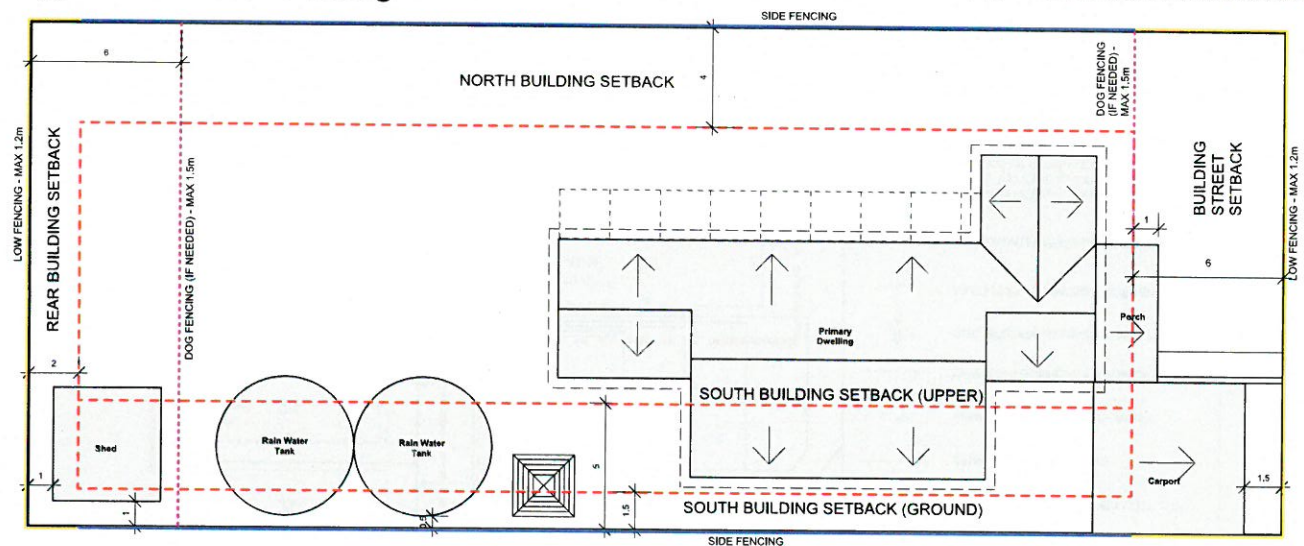 SIDE FENCING
6
NORTH BUILDING SETBACK
4
DOG FENCING
(IF NEEDED) -
MAX 1.5m
LOW FENCING - MAX 1.2m
REAR BUILDING SETBACK
DOG FENCING (IF NEEDED) - MAX 1.5m
BUILDING
STREET
SETBACK
LOW FENCING - MAX 1.2m
1
6
Porch
Primary
Dwelling
2
SOUTH BUILDING SETBACK (UPPER)
Shed
Rain Water
Tank
Rain Water
Tank
5
Carport
1
1
0.5
1.5
1.5
SOUTH BUILDING SETBACK (GROUND)
SIDE FENCING